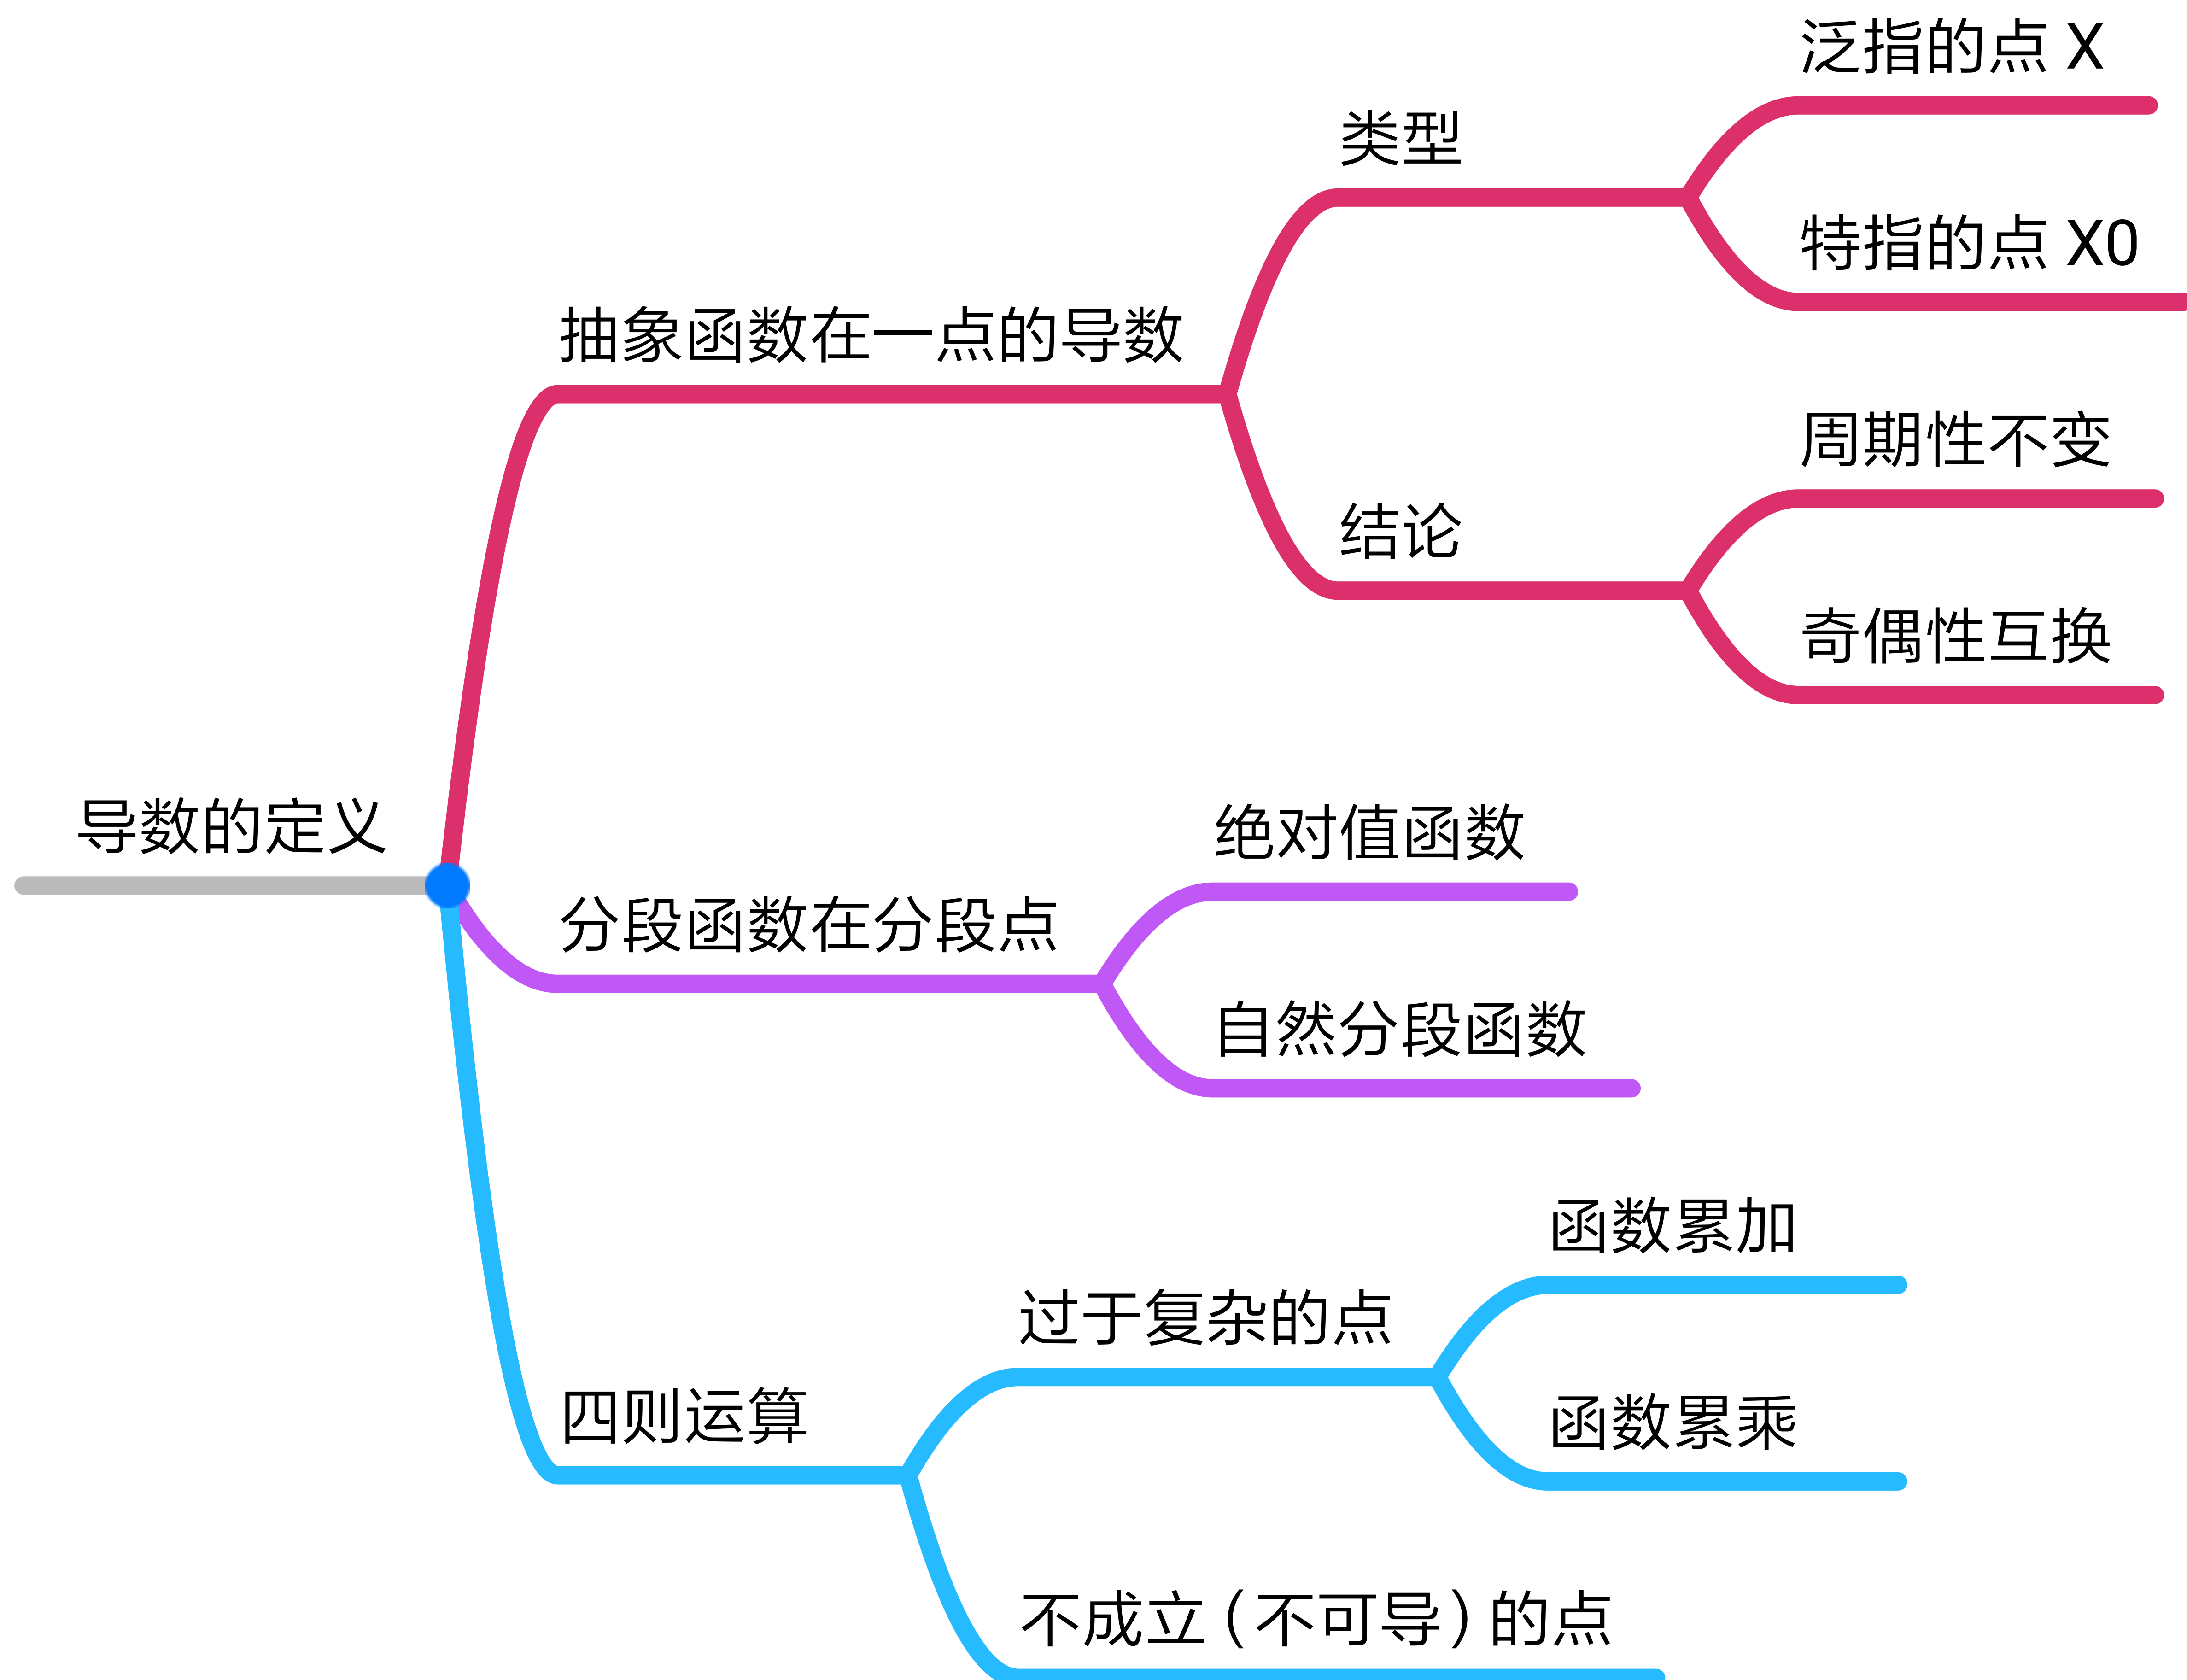 导数的定义
抽象函数在一点的导数
类型
泛指的点 X
特指的点 X0
结论
周期性不变
奇偶性互换
分段函数在分段点
绝对值函数
自然分段函数
四则运算
过于复杂的点
函数累加
函数累乘
不成立（不可导）的点